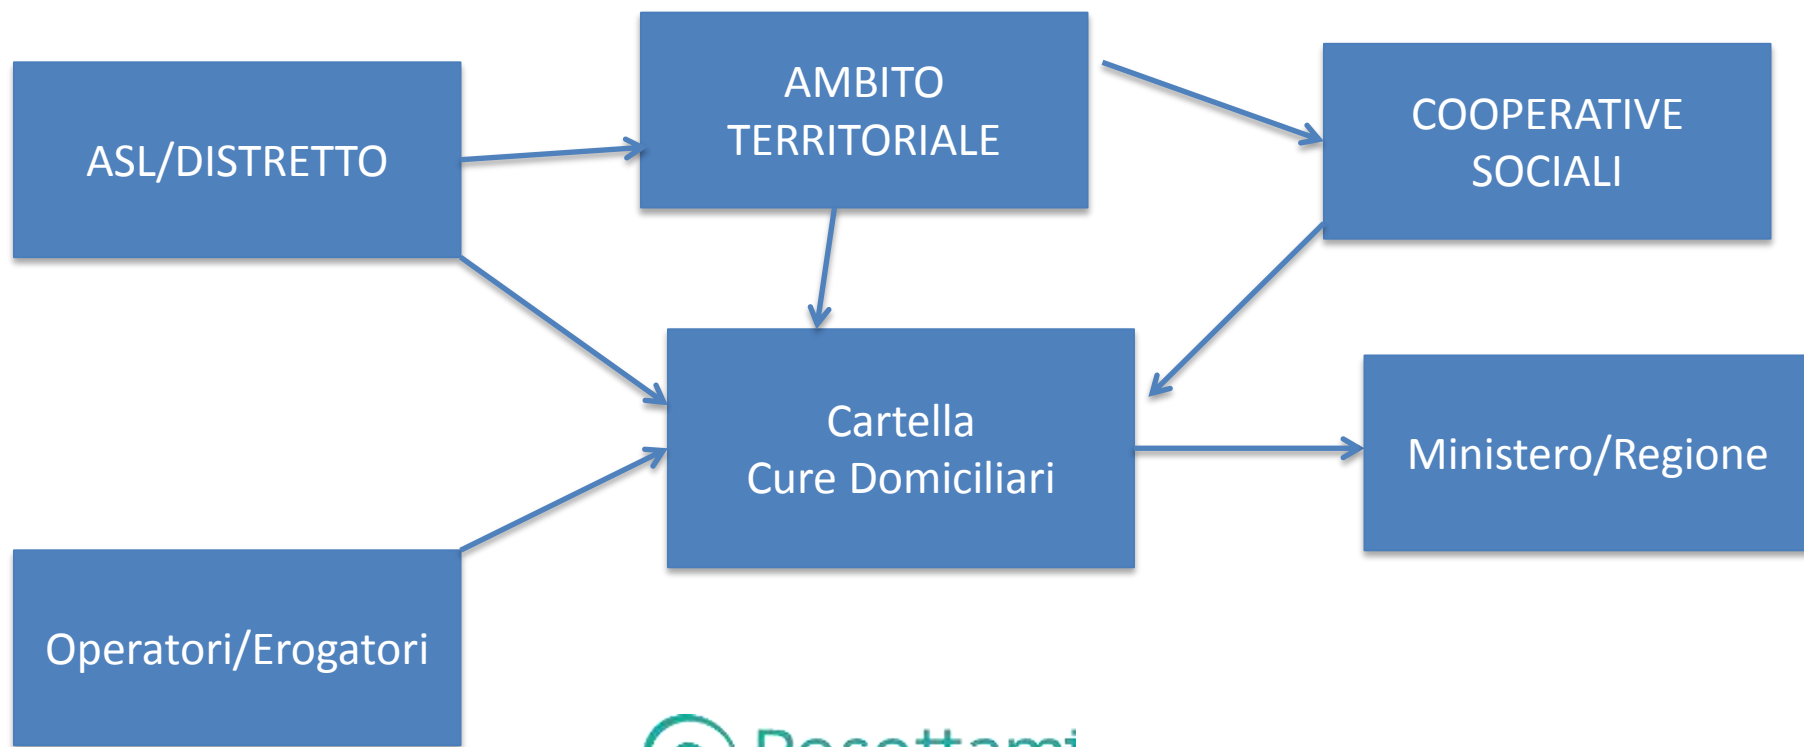 AMBITO
TERRITORIALE
ASL/DISTRETTO
COOPERATIVE
SOCIALI
Cartella
Cure Domiciliari
Ministero/Regione
Operatori/Erogatori